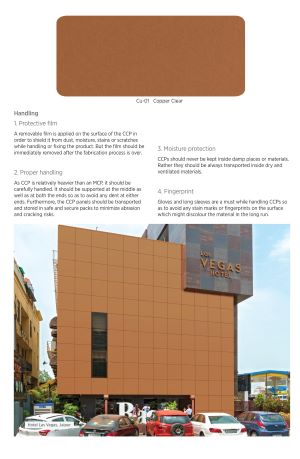 Cu-01 Copper Clear
Handling
1. Protective film
A removable film is applied on the surface of the CCP in
order to shield it from dust, moisture, stains or scratches
while handling or fixing the product. But the film should be
immediately removed after the fabrication process is over.
2. Proper handling
As CCP is relatively heavier than an MCP, it should be
carefully handled. It should be supported at the middle as
well as at both the ends so as to avoid any dent at either
ends. Furthermore, the CCP panels should be transported
and stored in safe and secure packs to minimize abrasion
and cracking risks.
3. Moisture protection
CCPs should never be kept inside damp places or materials.
Rather they should be always transported inside dry and
ventilated materials.
4. Fingerprint
Gloves and long sleeves are a must while handling CCPs so
as to avoid any stain marks or fingerprints on the surface
which might discolour the material in the long run.
VEGAS
HOTEL
Hotel Las Vegas, Jaipur